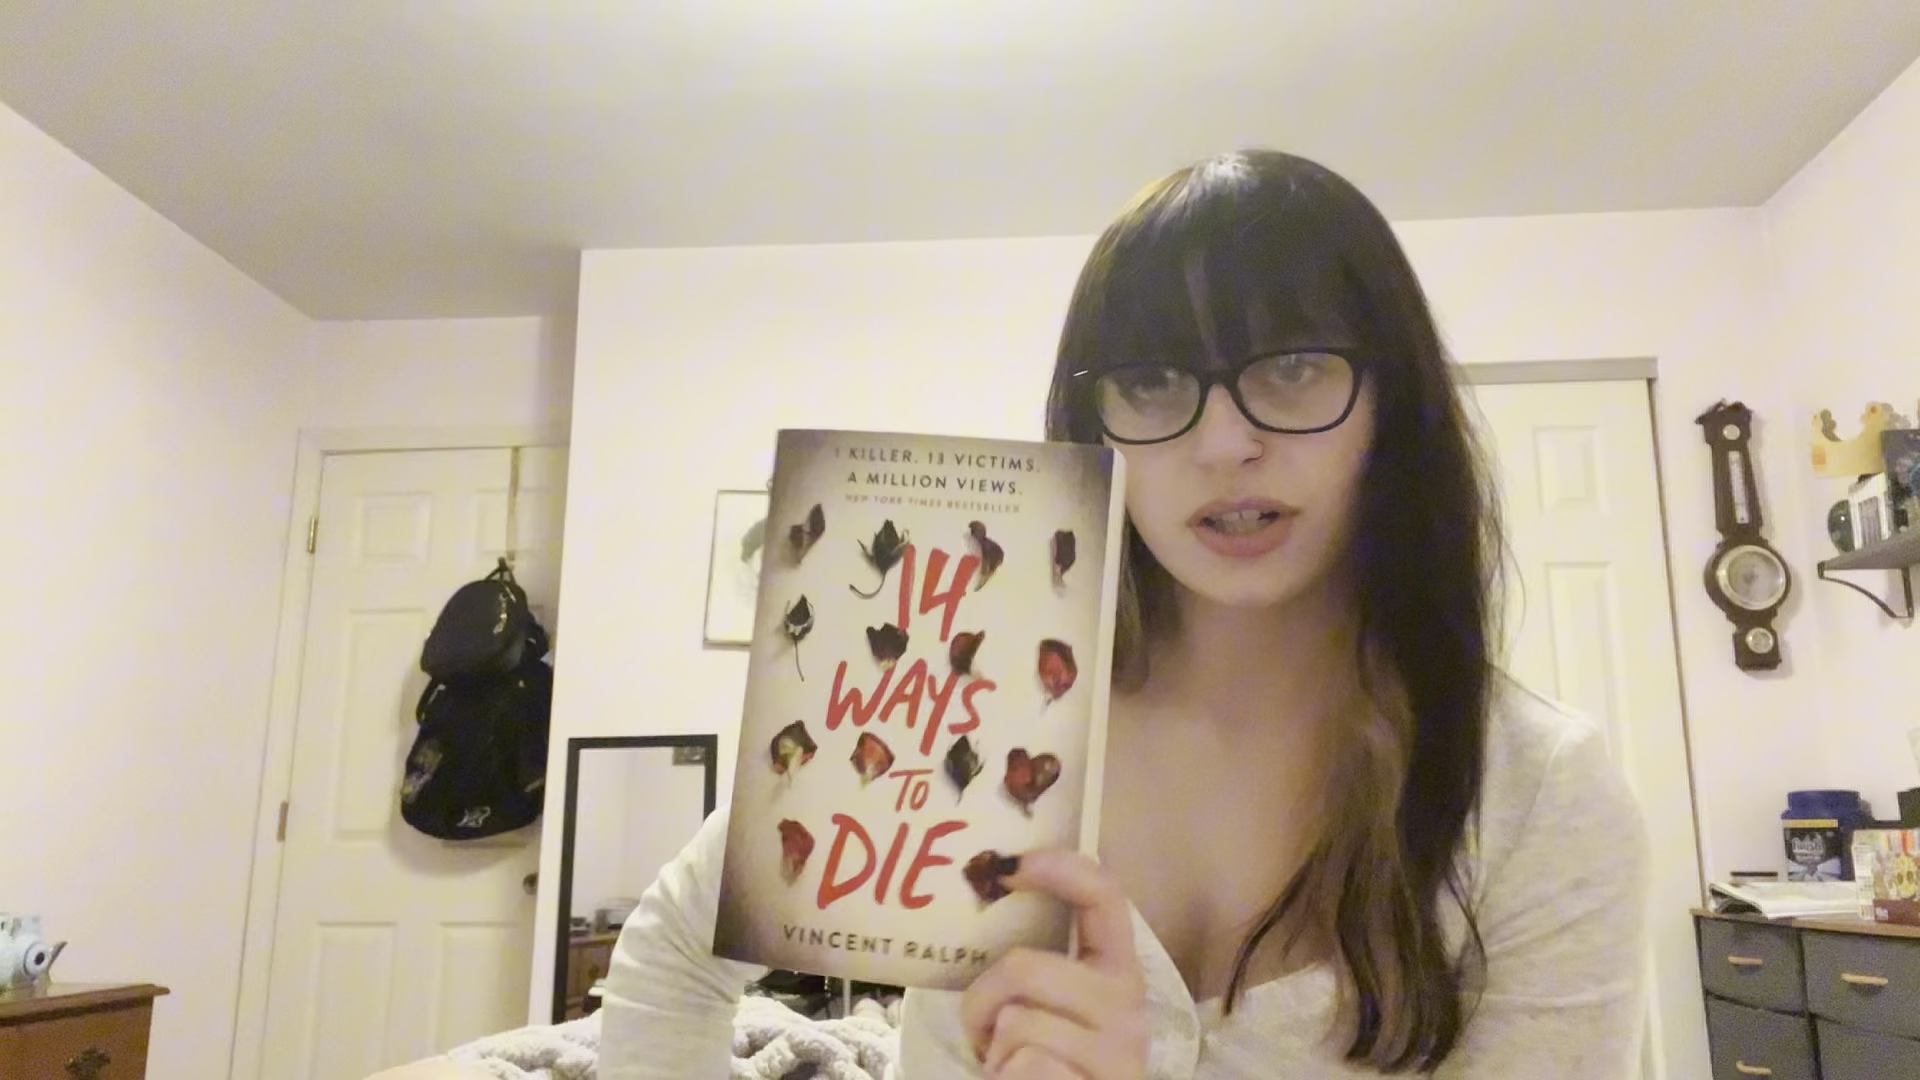 1 KILLER. 13 VICTIMS.
A MILLION VIEWS.
NEW YORK TIMES BESTSELLER
14
WAYS
TO
DIE
VINCENT RALPH